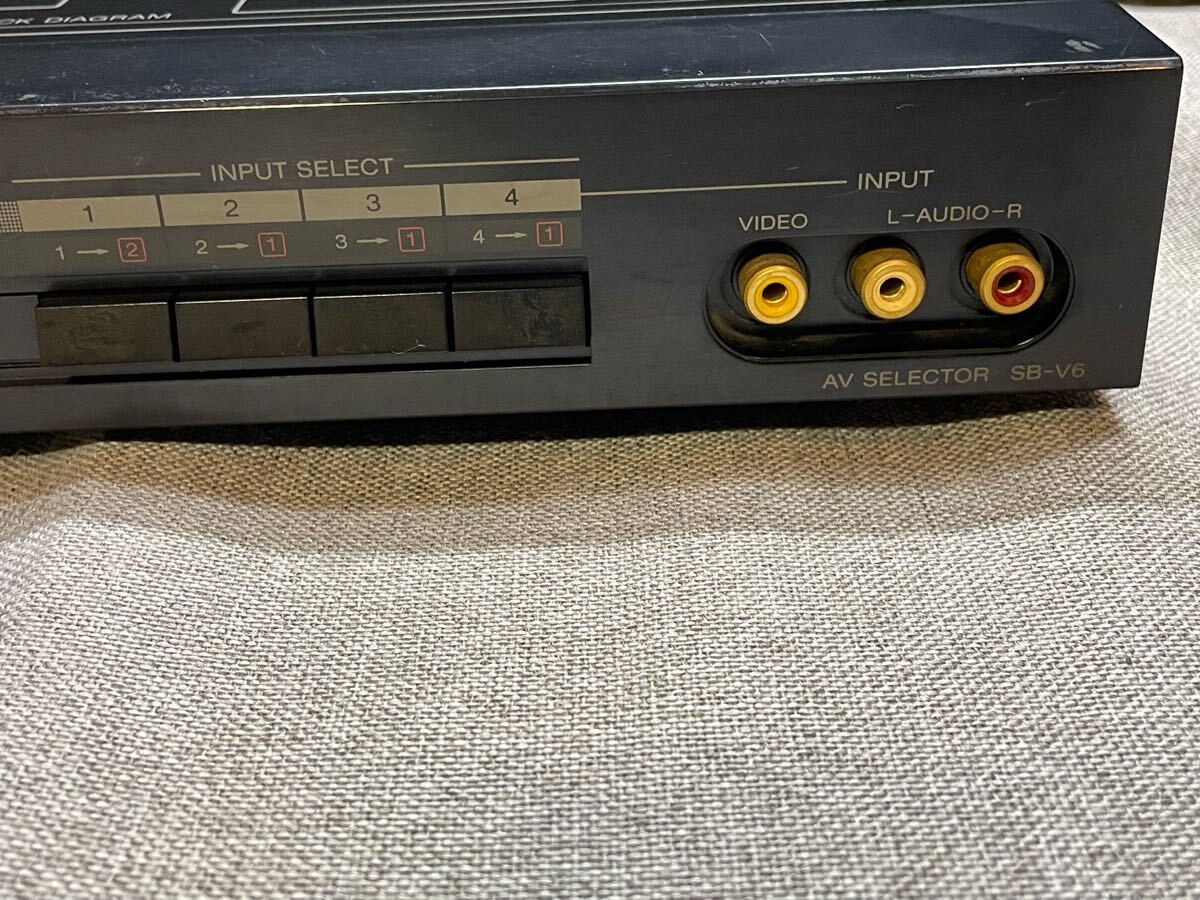 DIAGRAM
INPUT SELECT
1 2 3 4
1 → 2 2 → 1 3 → 1 4 → 1
INPUT
VIDEO L-AUDIO-R
AV SELECTOR SB-V6